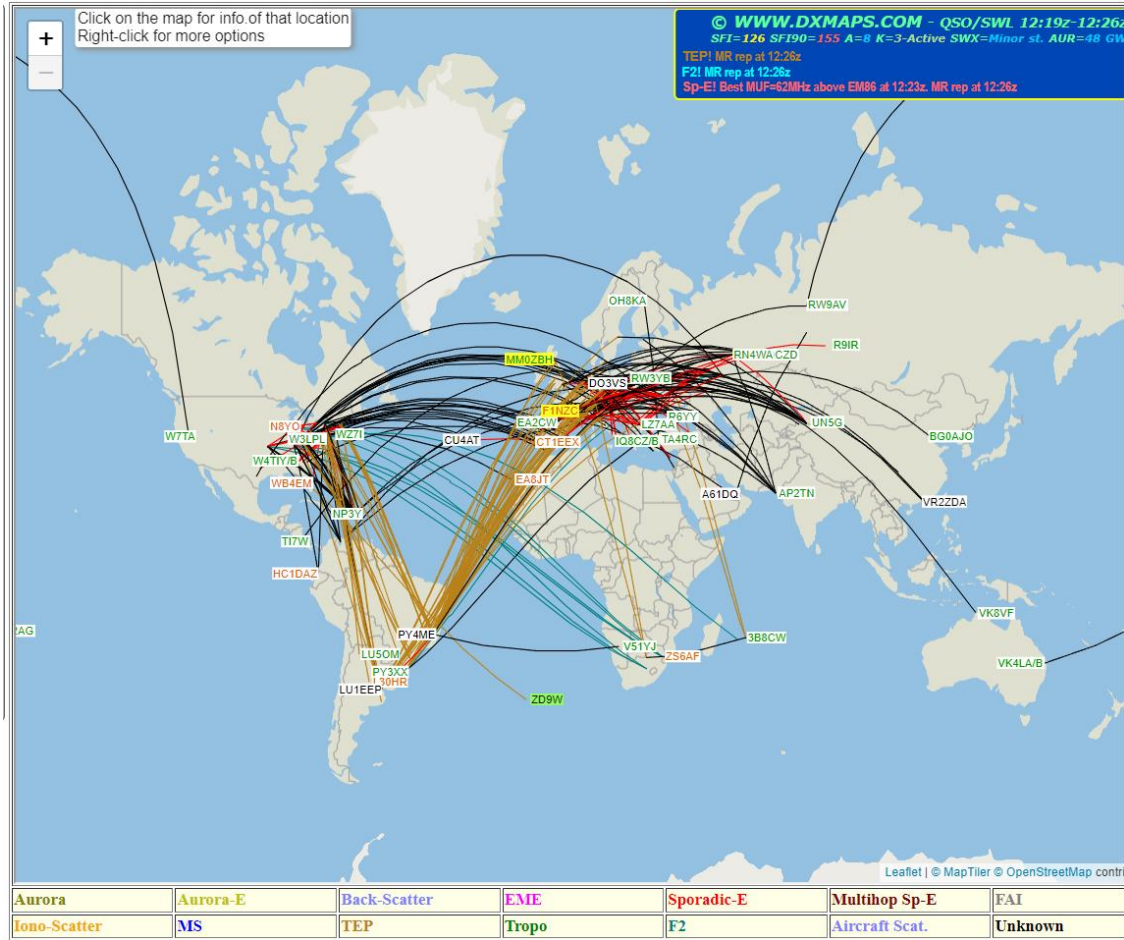 +
−
Click on the map for info.of that location
Right-click for more options
© WWW.DXMAPS.COM - QSO/SWL 12:19z-12:26z
SFI=126 SFI90=155 A=8 K=3-Active SWX=Minor st. AUR=48 GW
TEP! MR rep at 12:26z
F2! MR rep at 12:26z
Sp-E! Best MUF=62MHz above EM86 at 12:23z. MR rep at 12:26z
OH8KA
RW9AV
R9IR
RN4WA CZD
MM0ZBH
DO3VS
RW3YB
F1NZC
EA2CW
R6YY
LZ7AA
UN5G
N8YO
W7TA
W3LPL
WZ7I
CU4AT
CT1EEX
IQ8CZ/B
TA4RC
BG0AJO
W4TIY/B
WB4EM
EA8JT
A61DQ
AP2TN
VR2ZDA
NP3Y
TI7W
HC1DAZ
VK8VF
2AG
PY4ME
V51YJ
3B8CW
LU5OM
ZS6AF
VK4LA/B
PY3XX
L30HR
LU1EEP
ZD9W
Leaflet | © MapTiler © OpenStreetMap contri
Aurora Aurora-E Back-Scatter EME Sporadic-E Multihop Sp-E FAI
Iono-Scatter MS TEP Tropo F2 Aircraft Scat. Unknown